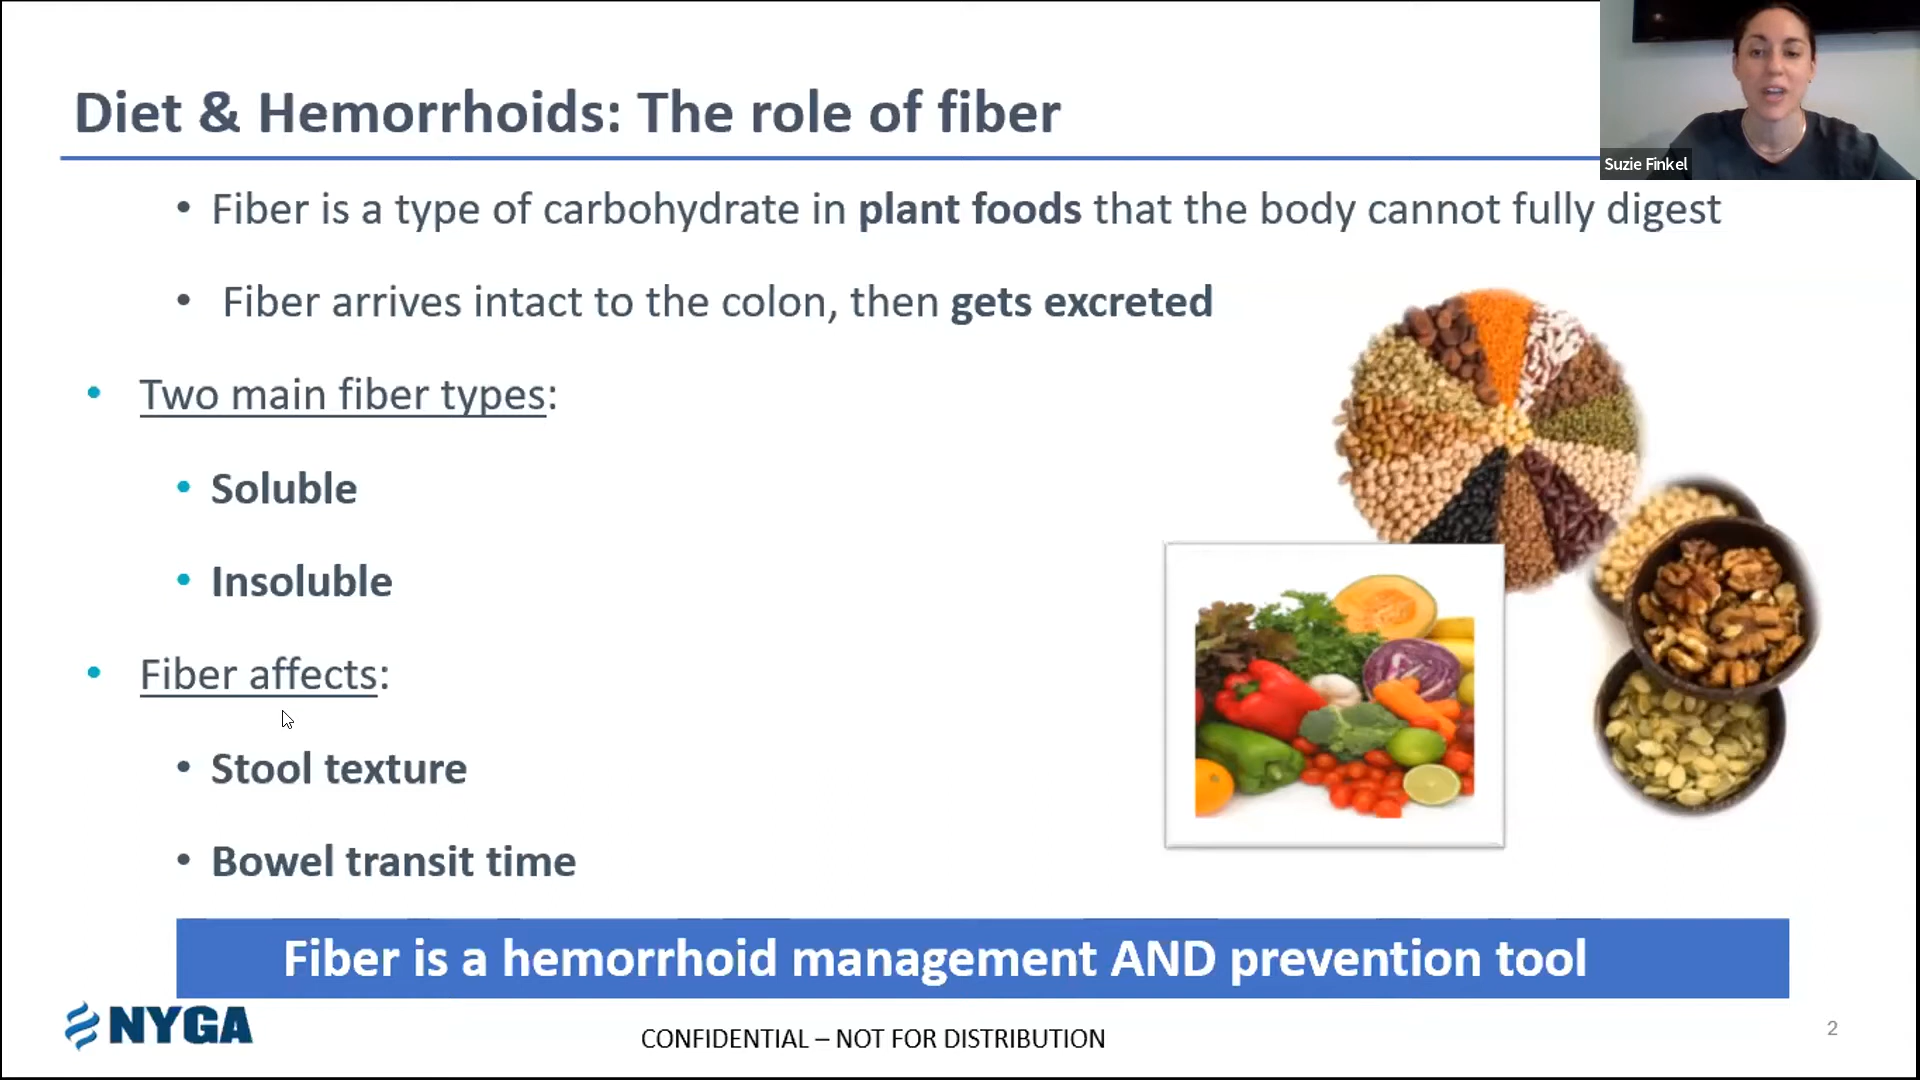 Diet & Hemorrhoids: The role of fiber
Suzie Finkel
• Fiber is a type of carbohydrate in plant foods that the body cannot fully digest
• Fiber arrives intact to the colon, then gets excreted
• Two main fiber types:
• Soluble
• Insoluble
• Fiber affects:
• Stool texture
• Bowel transit time
Fiber is a hemorrhoid management AND prevention tool
NYGA
CONFIDENTIAL – NOT FOR DISTRIBUTION
2